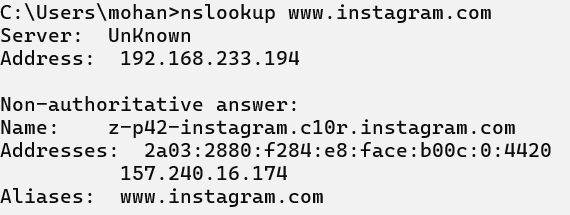 C:\Users\mohan>nslookup www.instagram.com
Server:  UnKnown
Address:  192.168.233.194

Non-authoritative answer:
Name:    z-p42-instagram.c10r.instagram.com
Addresses:  2a03:2880:f284:e8:face:b00c:0:4420
          157.240.16.174
Aliases:  www.instagram.com